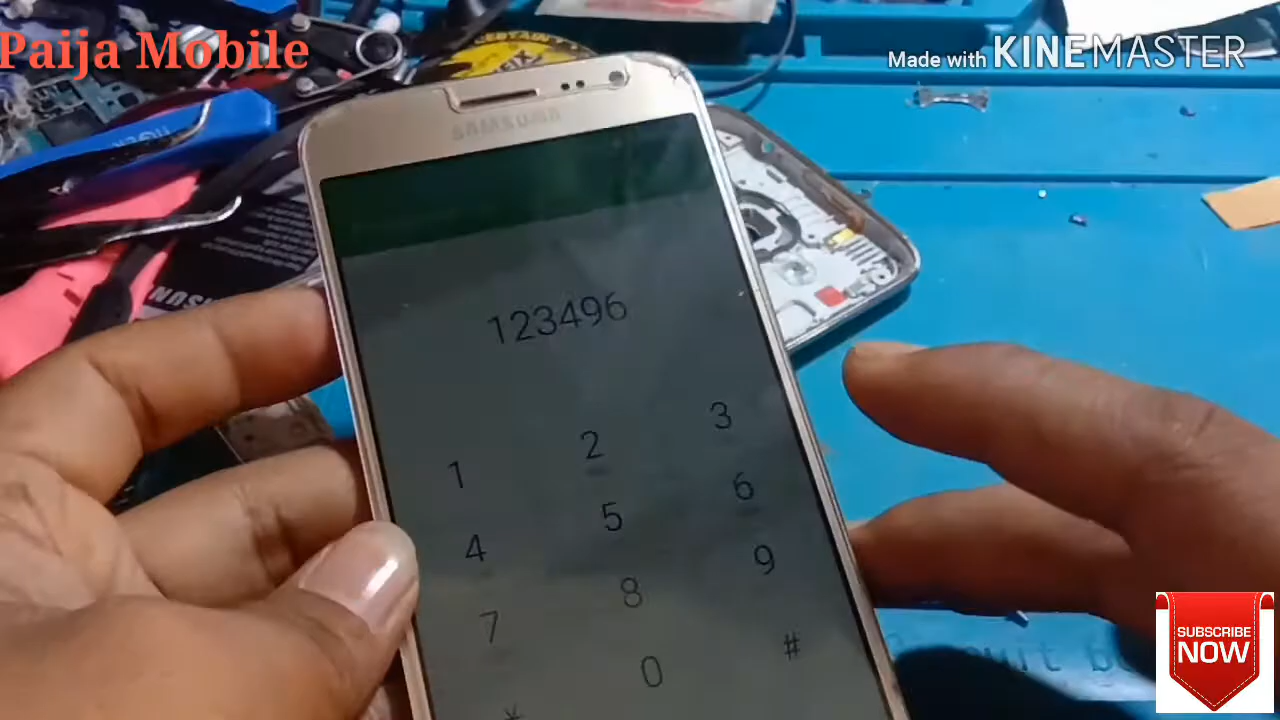 Paija Mobile
Made with KINEMASTER
SAMSUNG
123496
1 2 3
4 5 6
7 8 9
* 0 #
SUBSCRIBE
NOW